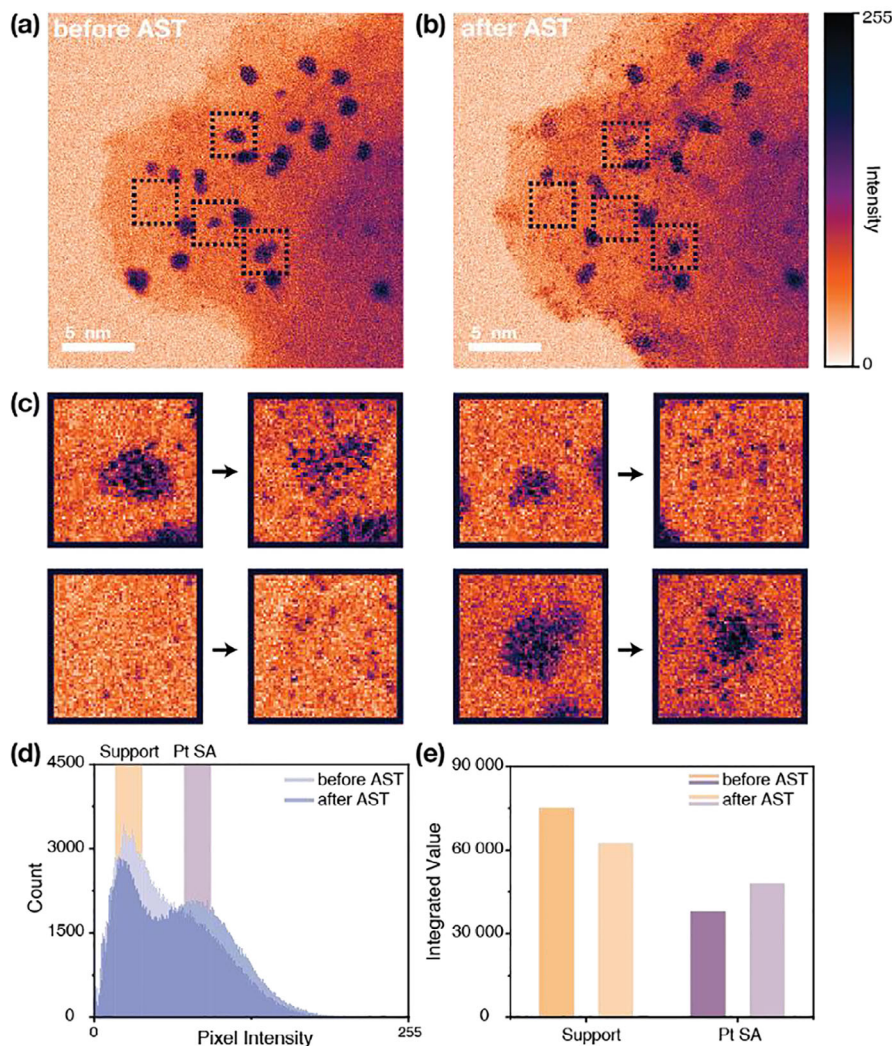 (a) before AST
5 nm
(b) after AST
5 nm
255
Intensity
0
(c)
(d)
Support Pt SA
before AST
after AST
4500
3000
1500
0
Count
0 255
Pixel Intensity
(e)
before AST
after AST
90 000
60 000
30 000
0
Integrated Value
Support Pt SA